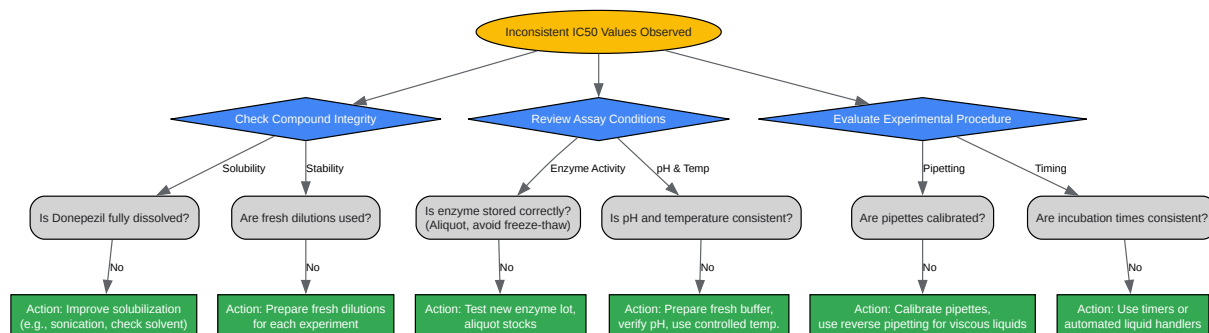 Inconsistent IC50 Values Observed
Check Compound Integrity
Review Assay Conditions
Evaluate Experimental Procedure
Solubility
Stability
Enzyme Activity
pH & Temp
Pipetting
Timing
Is Donepezil fully dissolved?
Are fresh dilutions used?
Is enzyme stored correctly?
(Aliquot, avoid freeze-thaw)
Is pH and temperature consistent?
Are pipettes calibrated?
Are incubation times consistent?
No
No
No
No
No
No
Action: Improve solubilization
(e.g., sonication, check solvent)
Action: Prepare fresh dilutions
for each experiment
Action: Test new enzyme lot,
aliquot stocks
Action: Prepare fresh buffer,
verify pH, use controlled temp.
Action: Calibrate pipettes,
use reverse pipetting for viscous liquids
Action: Use timers or
automated liquid handlers